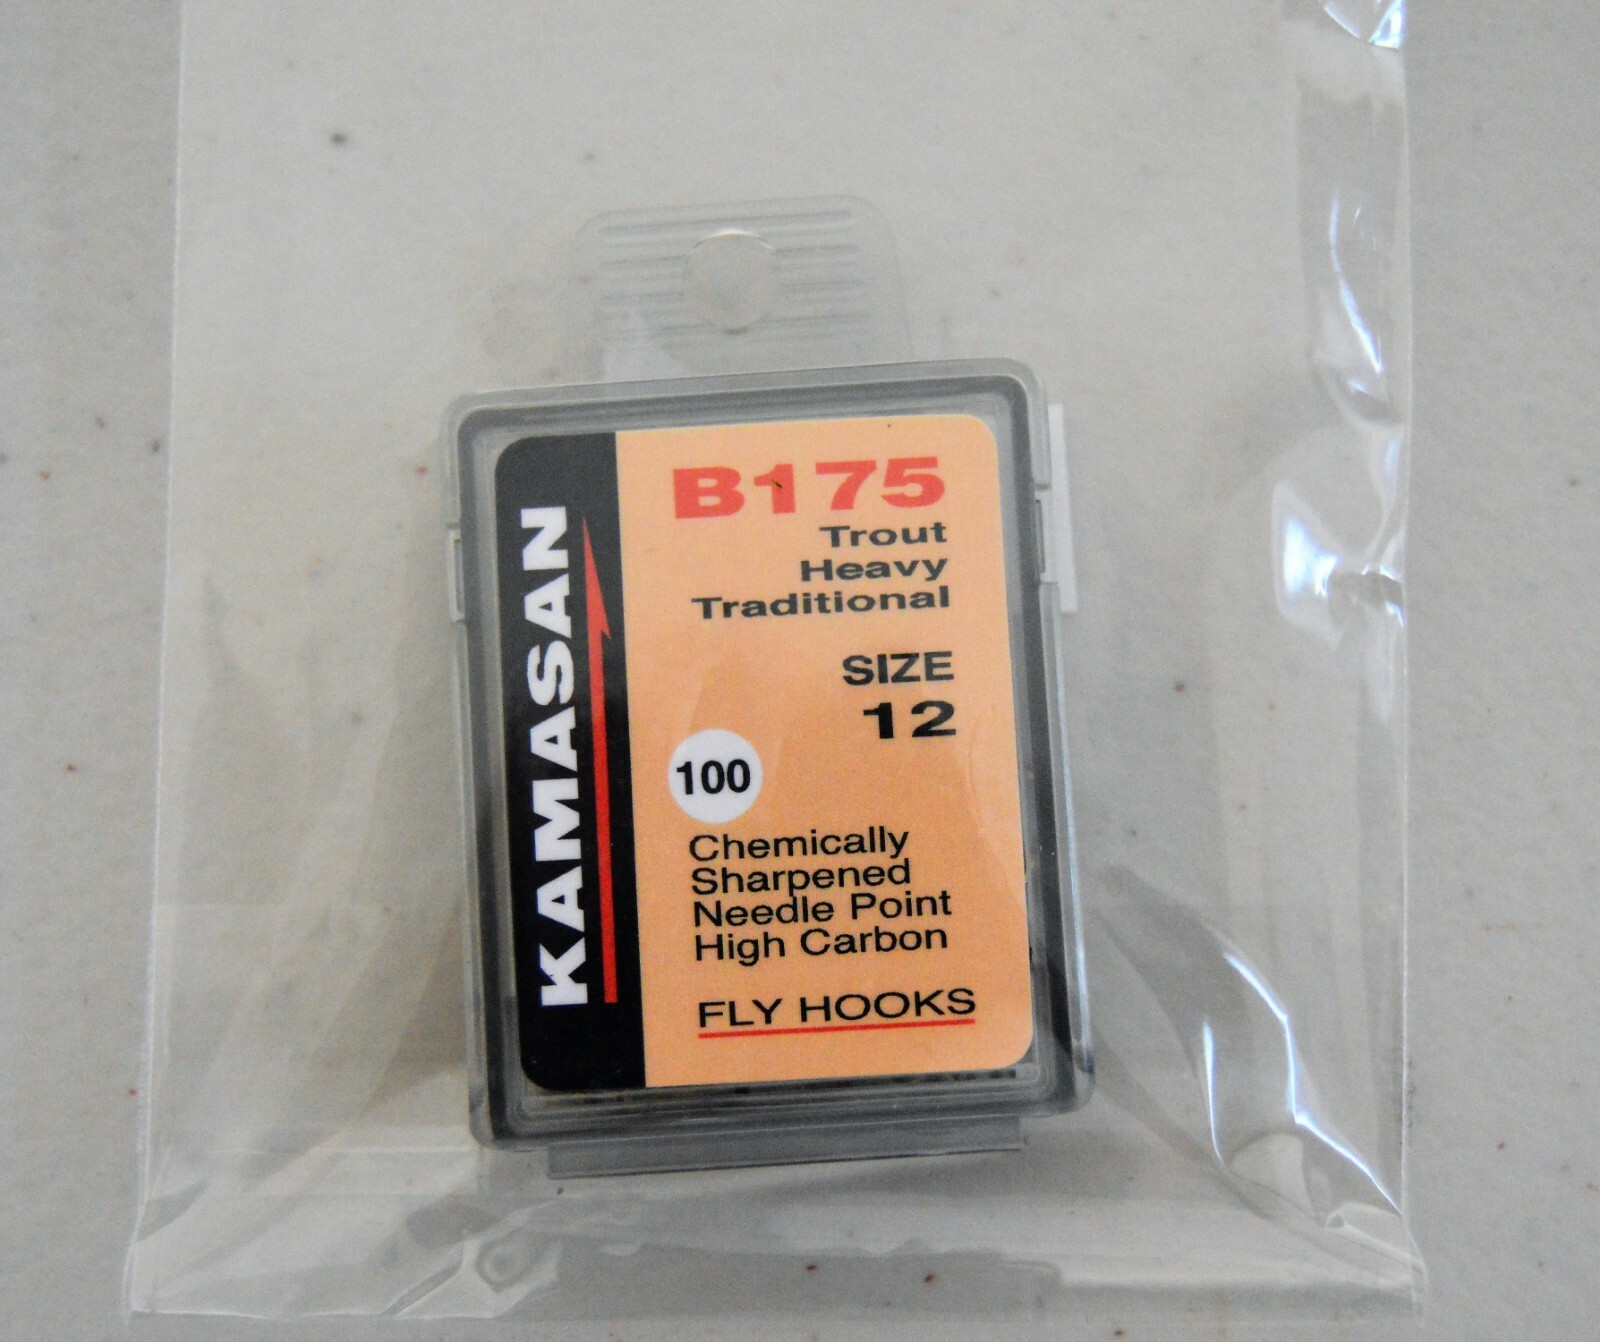 KAMASAN
B175
Trout
Heavy
Traditional
SIZE
12
100
Chemically
Sharpened
Needle Point
High Carbon
FLY HOOKS